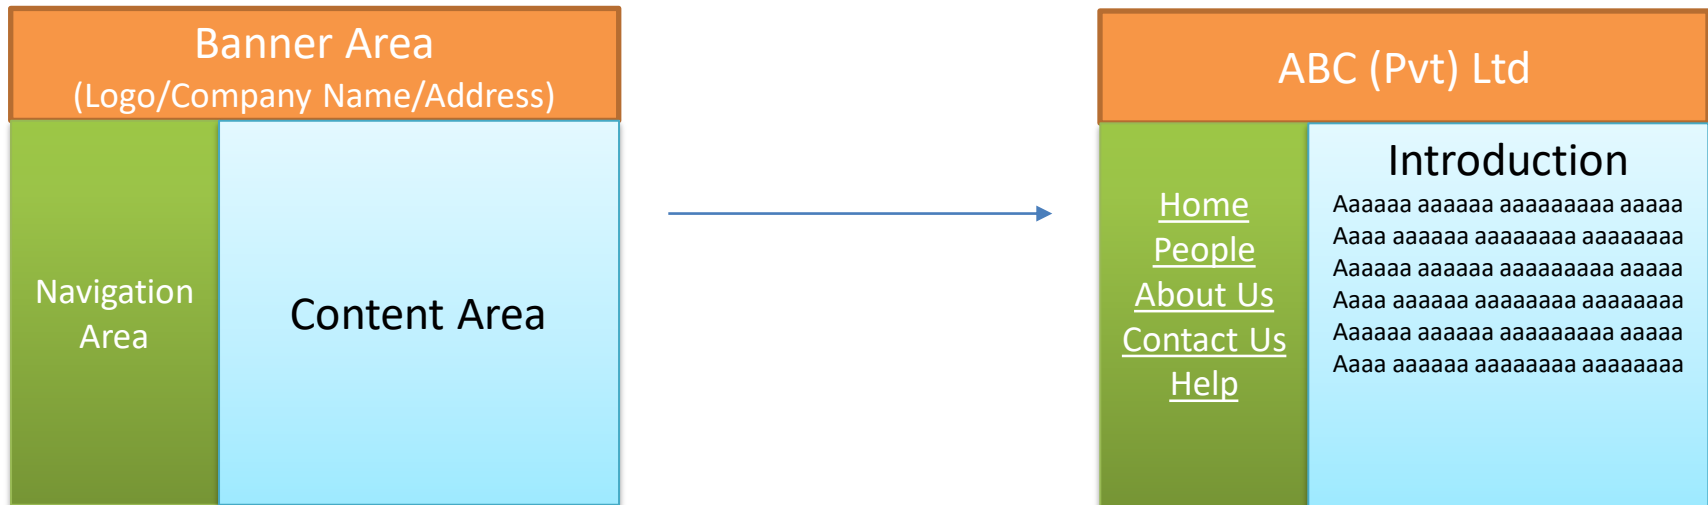 Banner Area
(Logo/Company Name/Address)
Navigation
Area
Content Area
ABC (Pvt) Ltd
Home
People
About Us
Contact Us
Help
Introduction
Aaaaaa aaaaaa aaaaaaaaa aaaaa
Aaaa aaaaaa aaaaaaaa aaaaaaaa
Aaaaaa aaaaaa aaaaaaaaa aaaaa
Aaaa aaaaaa aaaaaaaa aaaaaaaa
Aaaaaa aaaaaa aaaaaaaaa aaaaa
Aaaa aaaaaa aaaaaaaa aaaaaaaa